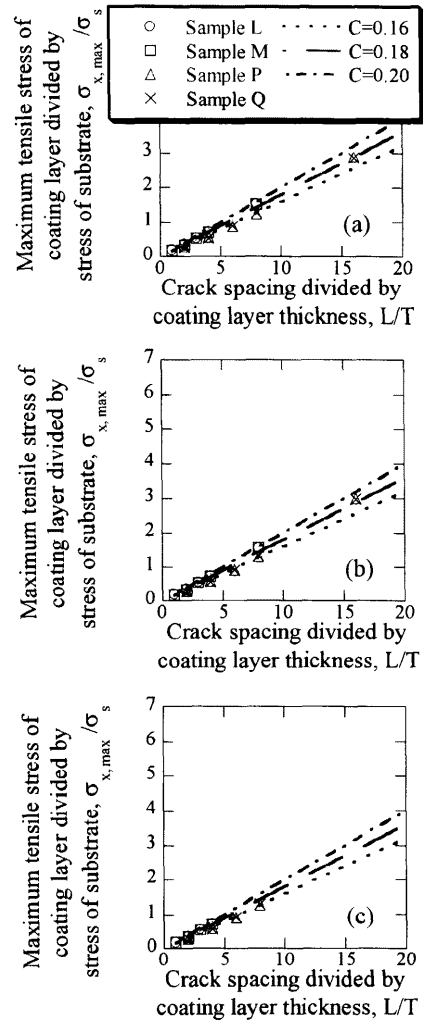 Sample L C=0.16
Sample M C=0.18
Sample P C=0.20
Sample Q
Maximum tensile stress of
coating layer divided by
stress of substrate, σx, max/σs
3
2
1
0
(a)
0 5 10 15 20
Crack spacing divided by
coating layer thickness, L/T
Maximum tensile stress of
coating layer divided by
stress of substrate, σx, max/σs
7
6
5
4
3
2
1
0
(b)
0 5 10 15 20
Crack spacing divided by
coating layer thickness, L/T
Maximum tensile stress of
coating layer divided by
stress of substrate, σx, max/σs
7
6
5
4
3
2
1
0
(c)
0 5 10 15 20
Crack spacing divided by
coating layer thickness, L/T